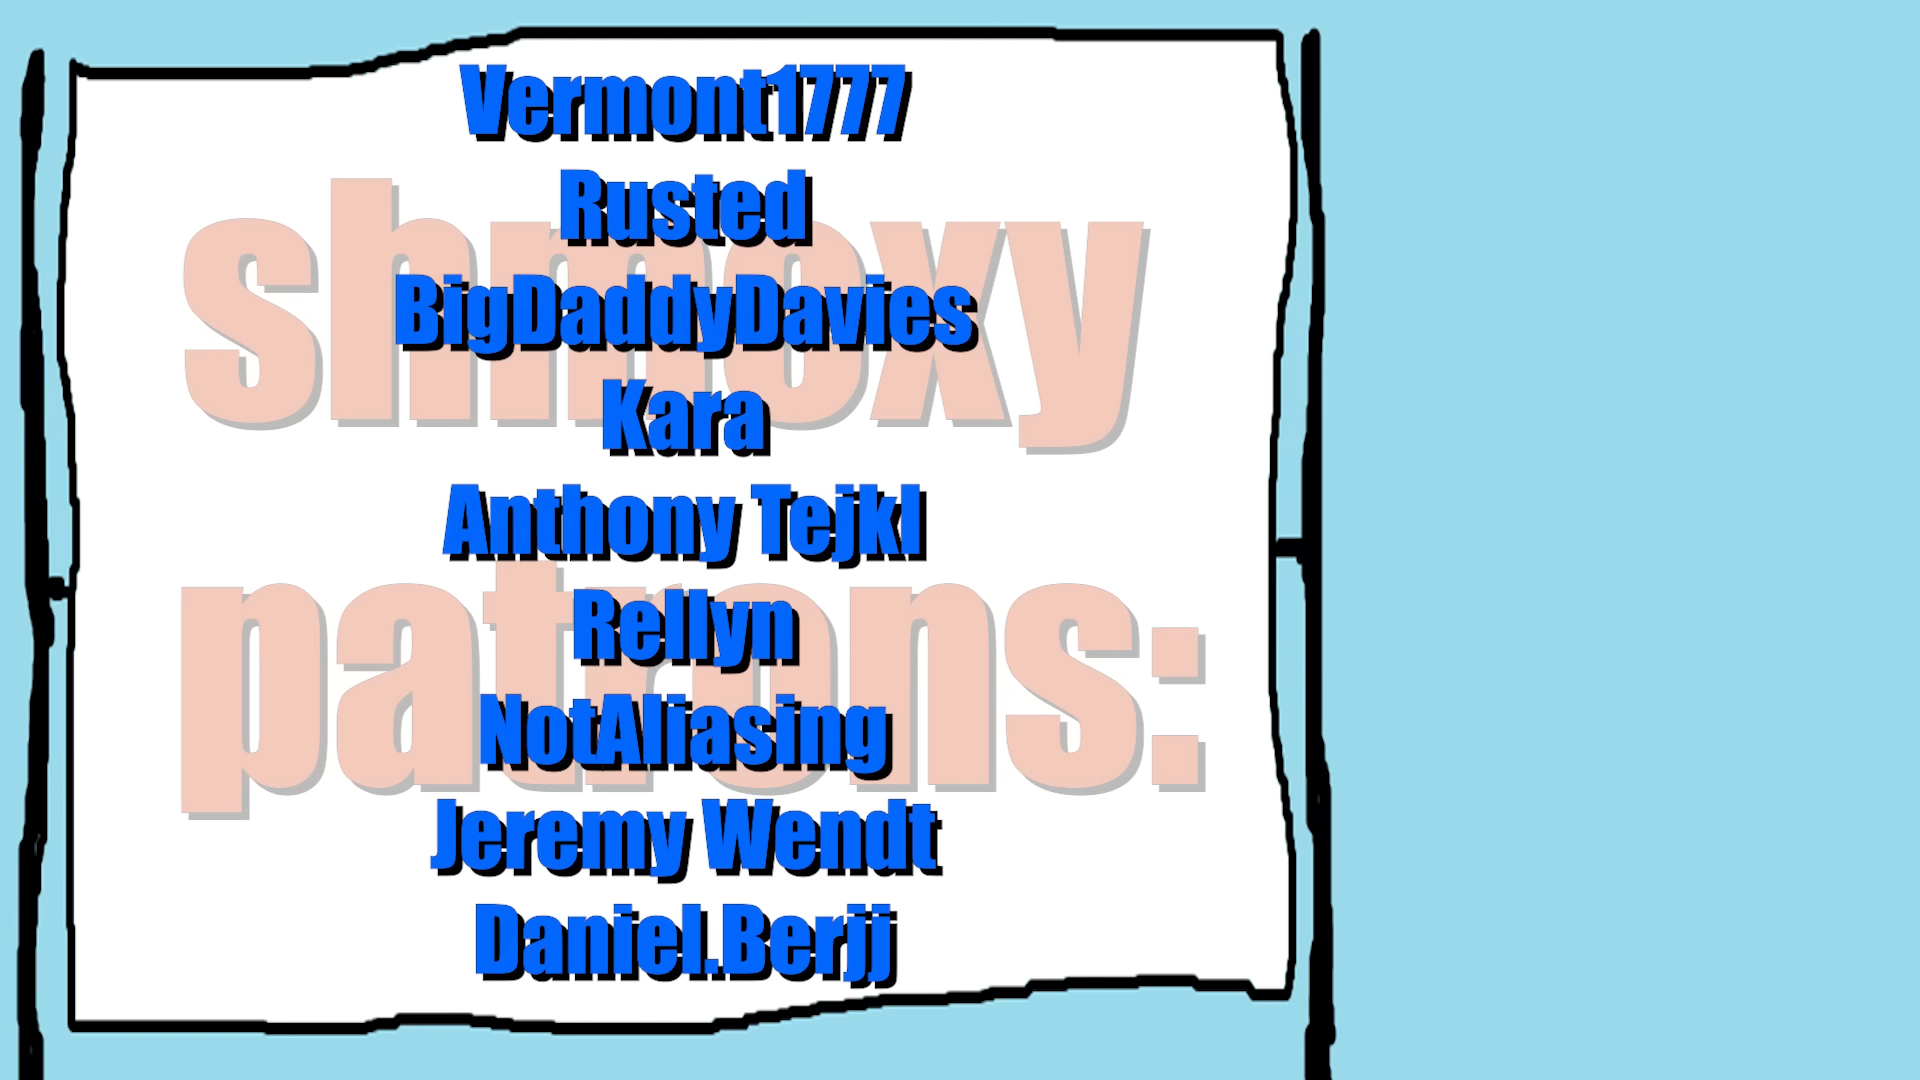 shmoxy
patrons:
Vermont1777
Rusted
BigDaddyDavies
Kara
Anthony Tejkl
Rellyn
NotAliasing
Jeremy Wendt
Daniel.Berjj